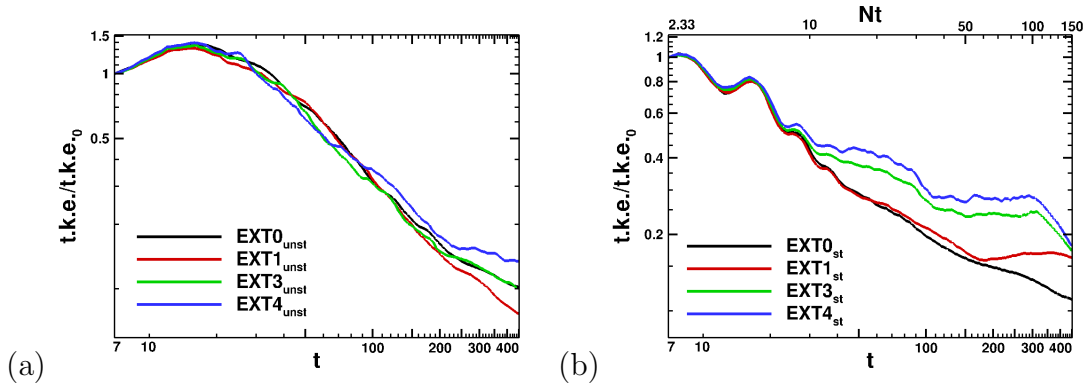 1.5
1
0.5
t.k.e./t.k.e.0
EXT0unst
EXT1unst
EXT3unst
EXT4unst
7 10 100 200 300 400
t
(a)
Nt
2.33 10 50 100 150
1.2
1
0.8
0.6
0.4
0.2
t.k.e./t.k.e.0
EXT0st
EXT1st
EXT3st
EXT4st
7 10 100 200 300 400
t
(b)